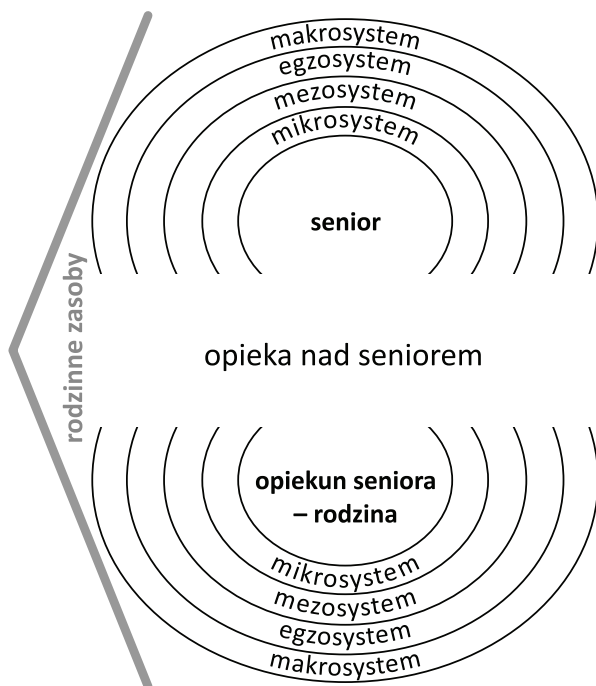 makrosystem
egzosystem
mezosystem
mikrosystem
senior
rodzinne zasoby
opieka nad seniorem
opiekun seniora
– rodzina
mikrosystem
mezosystem
egzosystem
makrosystem